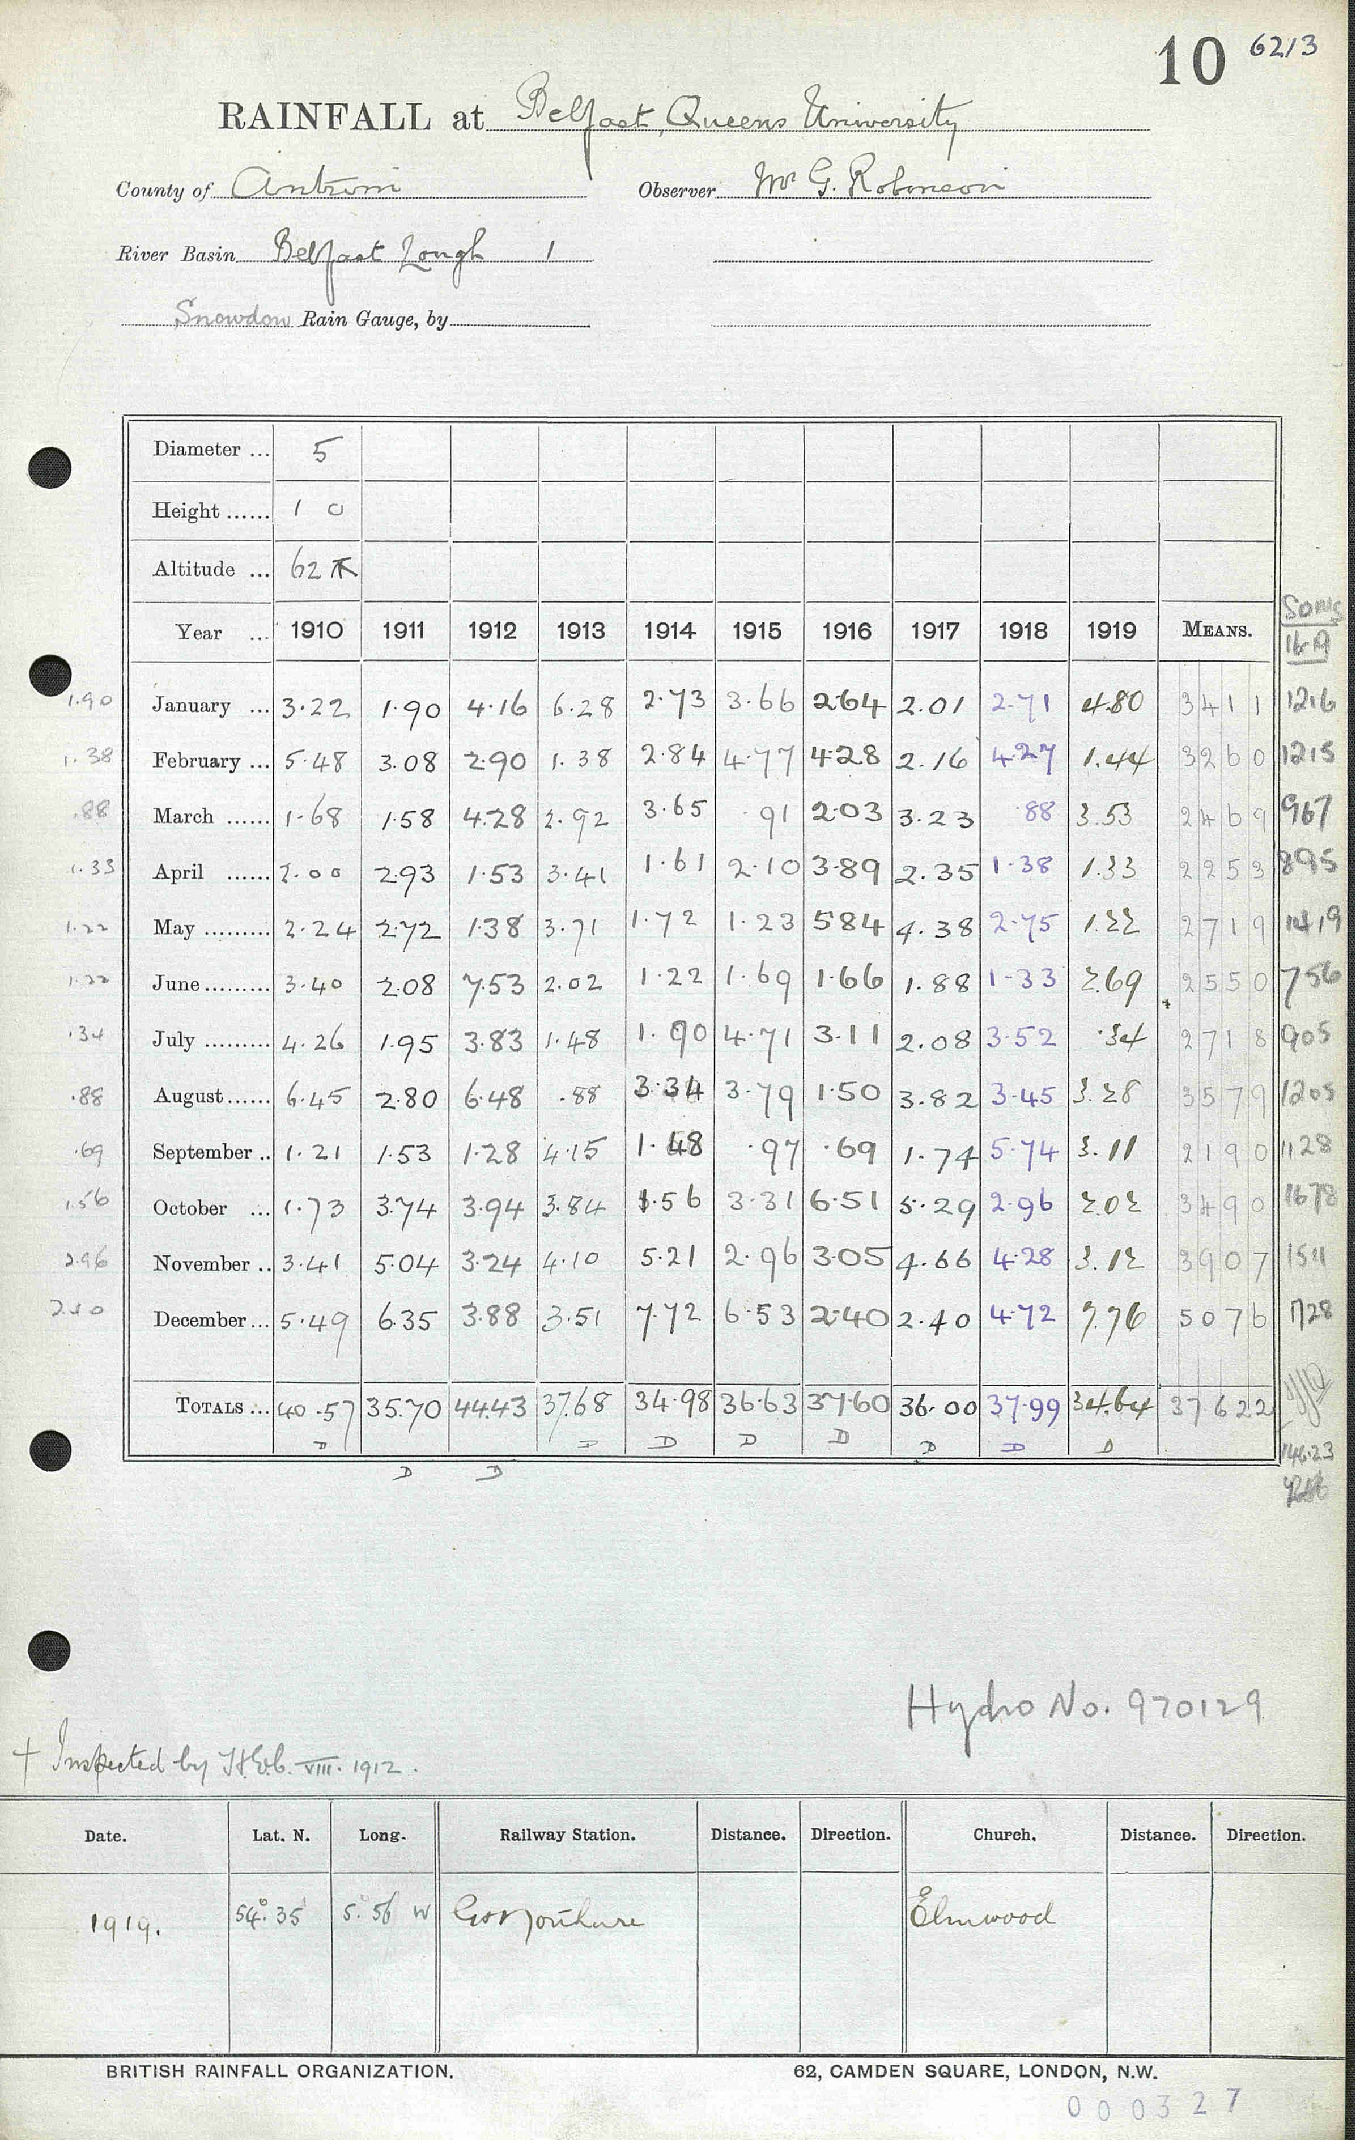 10 6213
RAINFALL at Belfast, Queens University
County of Antrim Observer Mr G. Robinson
River Basin Belfast Lough 1
Snowdon Rain Gauge, by
Diameter ... 5
Height ...... 1 0
Altitude ... 62
Soms
Year ... 1910 1911 1912 1913 1914 1915 1916 1917 1918 1919 MEANS. 16-19
1.90 January ... 3.22 1.90 4.16 6.28 2.73 3.66 2.64 2.01 2.71 4.80 3411 1216
1.38 February ... 5.48 3.08 2.90 1.38 2.84 4.77 4.28 2.16 4.27 1.44 3260 1215
.88 March ...... 1.68 1.58 4.28 2.92 3.65 .91 2.03 3.23 .88 3.53 2469 967
1.33 April ...... 2.00 2.93 1.53 3.41 1.61 2.10 3.89 2.35 1.38 1.33 2253 895
1.22 May ......... 2.24 2.72 1.38 3.71 1.72 1.23 5.84 4.38 2.75 1.22 2719 1419
1.22 June ......... 3.40 2.08 7.53 2.02 1.22 1.69 1.66 1.88 1.33 2.69 2550 756
.34 July ......... 4.26 1.95 3.83 1.48 1.90 4.71 3.11 2.08 3.52 .34 2718 905
.88 August ...... 6.45 2.80 6.48 .88 3.34 3.79 1.50 3.82 3.45 3.28 3579 1205
.69 September .. 1.21 1.53 1.28 4.15 1.48 .97 .69 1.74 5.74 3.11 2190 1128
1.56 October ... 1.73 3.74 3.94 3.84 1.56 3.31 6.51 5.29 2.96 2.02 3490 1678
2.96 November .. 3.41 5.04 3.24 4.10 5.21 2.96 3.05 4.66 4.28 3.12 3907 1511
2.40 December ... 5.49 6.35 3.88 3.51 7.72 6.53 2.40 2.40 4.72 7.76 5076 1728
TOTALS ... 40.57 35.70 44.43 37.68 34.98 36.63 37.60 36.00 37.99 34.64 37622
D D D D D D D D
D D
146.23
Hydro No. 970129
† Inspected by VIII. 1912.
Date. Lat. N. Long. Railway Station. Distance. Direction. Church. Distance. Direction.
1919. 54° 35 5° 56 W Elmwood
BRITISH RAINFALL ORGANIZATION. 62, CAMDEN SQUARE, LONDON, N.W.
000327